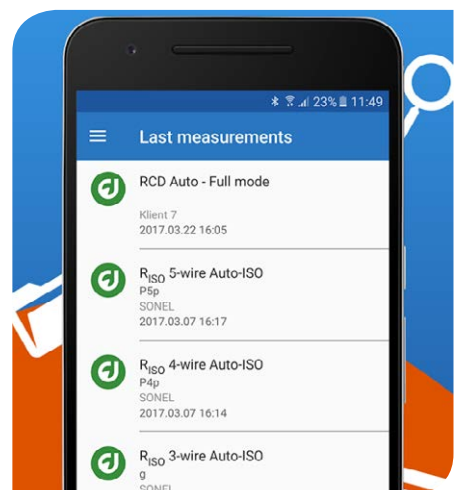 23% 11:49
Last measurements
RCD Auto - Full mode
Klient 7
2017.03.22 16:05
RISO 5-wire Auto-ISO
P5p
SONEL
2017.03.07 16:17
RISO 4-wire Auto-ISO
P4p
SONEL
2017.03.07 16:14
RISO 3-wire Auto-ISO
g
SONEL